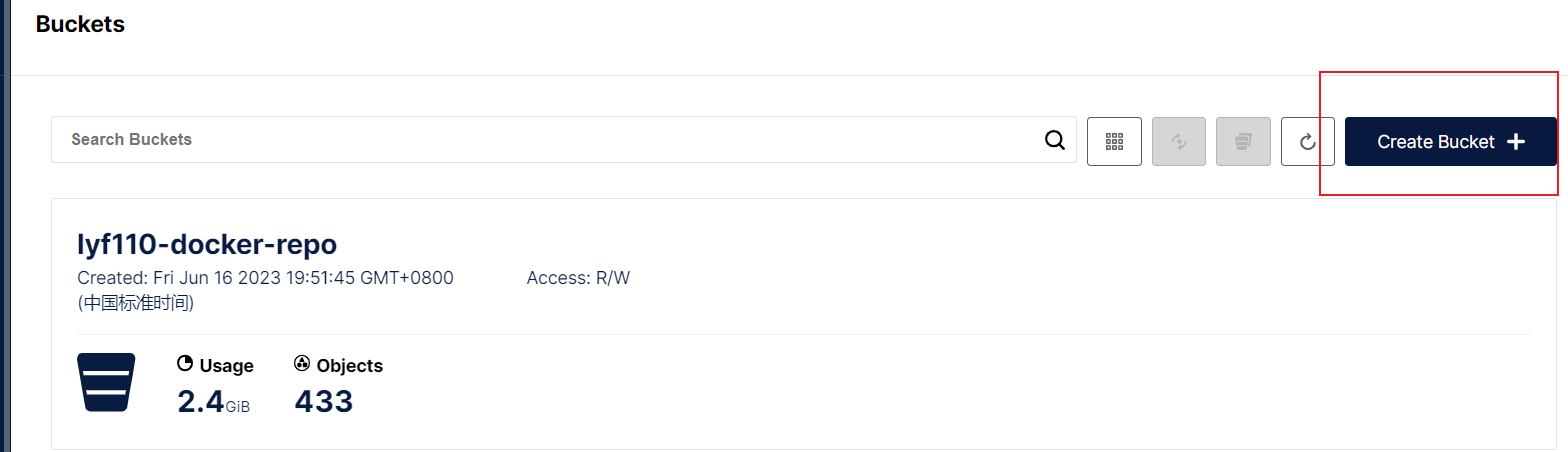 Buckets
Search Buckets
Create Bucket
lyf110-docker-repo
Created: Fri Jun 16 2023 19:51:45 GMT+0800 Access: R/W
(中国标准时间)
Usage Objects
2.4GiB 433